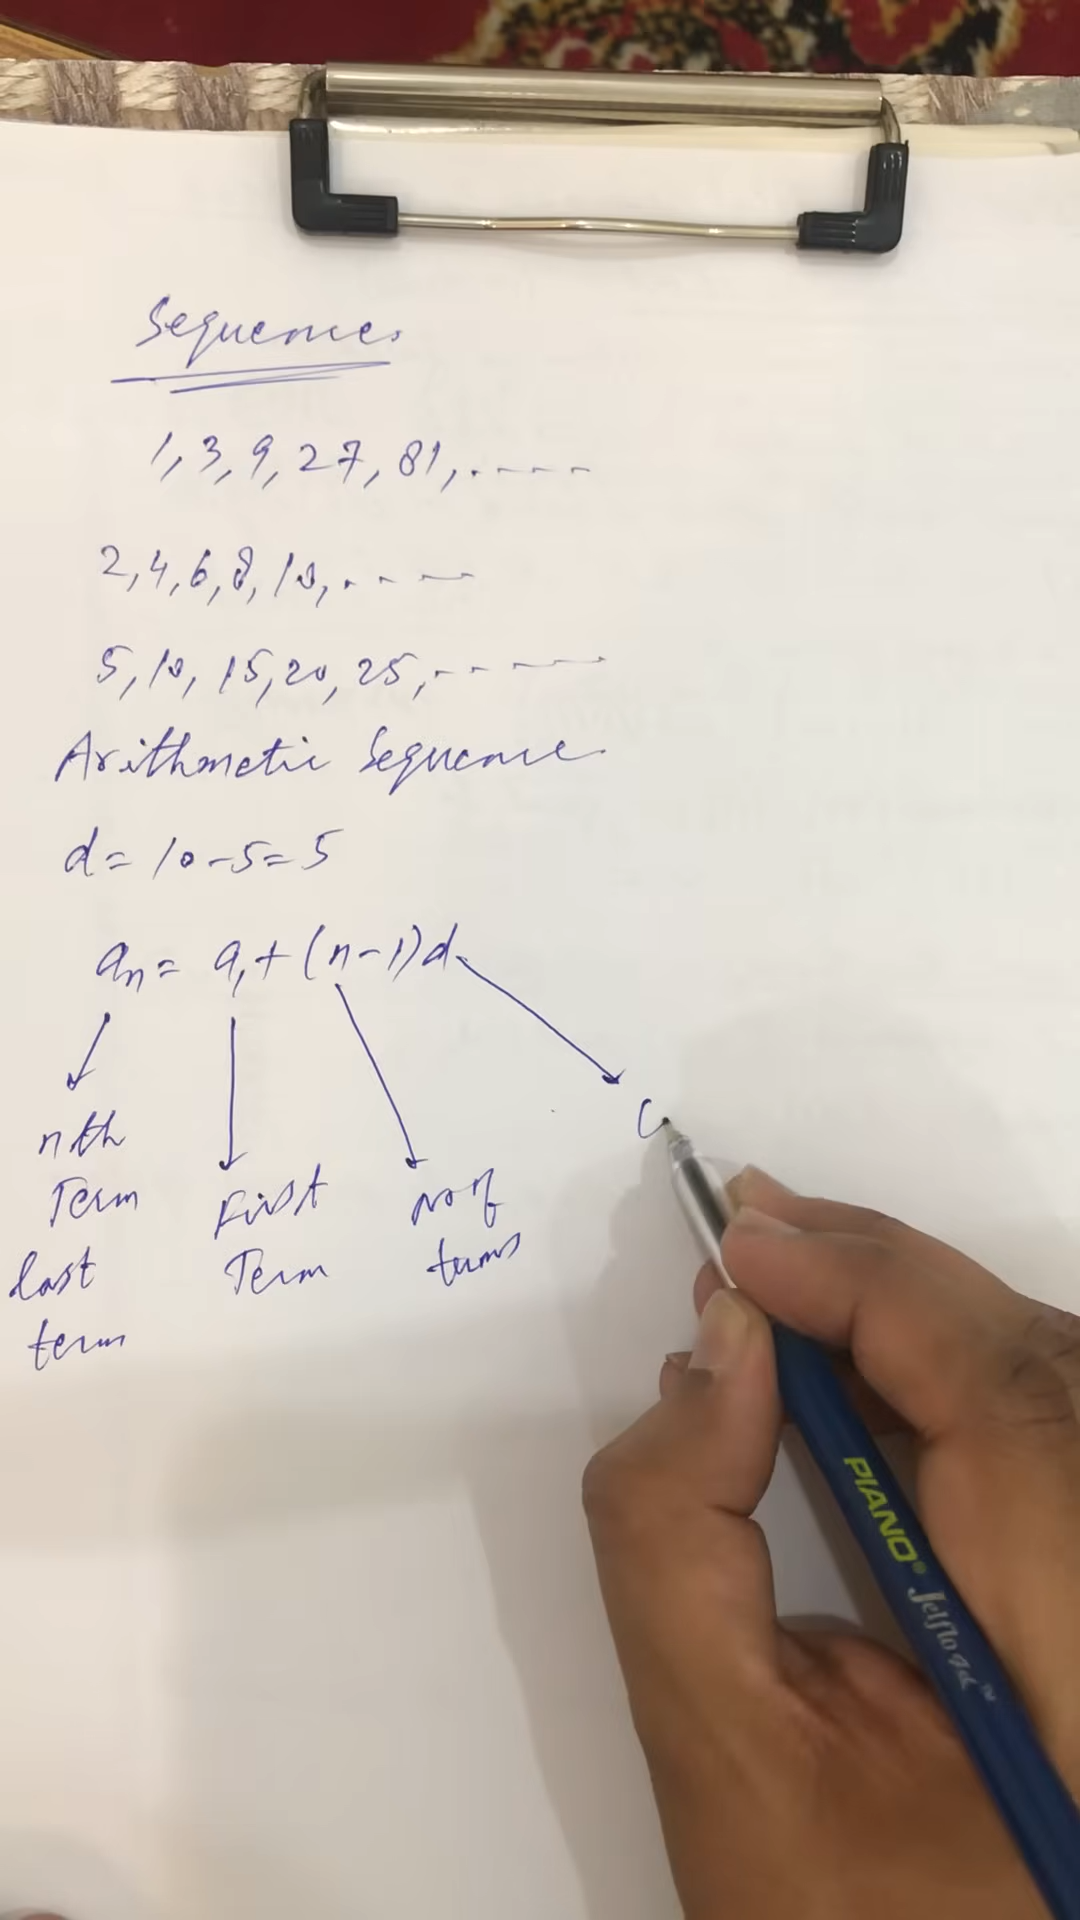 Sequences
1, 3, 9, 27, 81, .----
2, 4, 6, 8, 10, .---
5, 10, 15, 20, 25, .----
Arithmetic Sequence
d = 10 - 5 = 5
an = a1 + (n-1)d
nth
Term
last
term
First
Term
no of
terms
C
PIANO® Jelflo